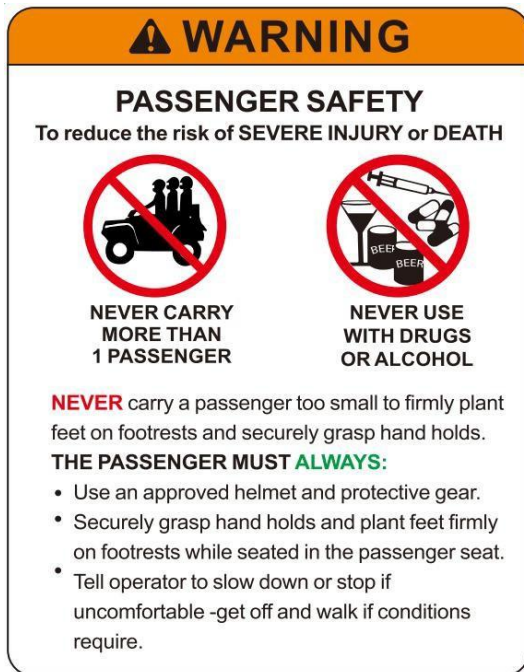 WARNING
PASSENGER SAFETY
To reduce the risk of SEVERE INJURY or DEATH
BEER
BEER
NEVER CARRY
MORE THAN
1 PASSENGER
NEVER USE
WITH DRUGS
OR ALCOHOL
NEVER carry a passenger too small to firmly plant
feet on footrests and securely grasp hand holds.
THE PASSENGER MUST ALWAYS:
• Use an approved helmet and protective gear.
• Securely grasp hand holds and plant feet firmly
on footrests while seated in the passenger seat.
• Tell operator to slow down or stop if
uncomfortable -get off and walk if conditions
require.